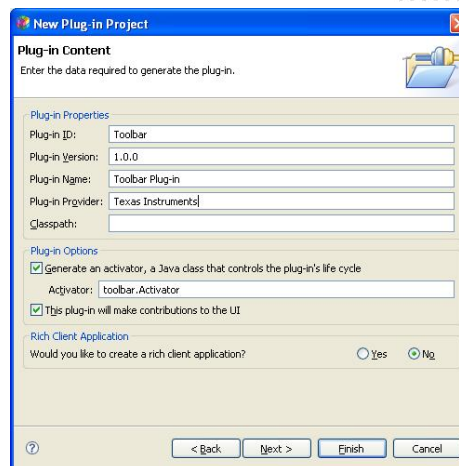 New Plug-in Project
Plug-in Content
Enter the data required to generate the plug-in.
Plug-in Properties
Plug-in ID: Toolbar
Plug-in Version: 1.0.0
Plug-in Name: Toolbar Plug-in
Plug-in Provider: Texas Instruments
Classpath:
Plug-in Options
Generate an activator, a Java class that controls the plug-in's life cycle
Activator: toolbar.Activator
This plug-in will make contributions to the UI
Rich Client Application
Would you like to create a rich client application? Yes No
? < Back Next > Finish Cancel